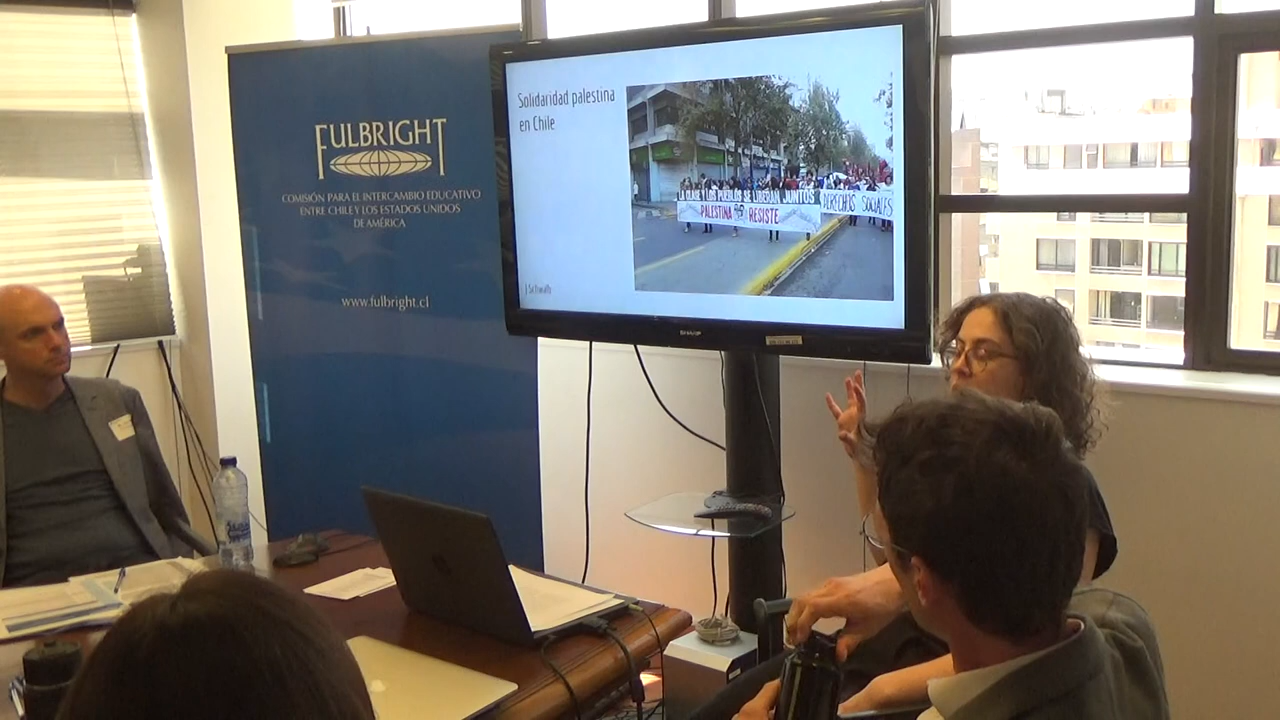 FULBRIGHT
COMISIÓN PARA EL INTERCAMBIO EDUCATIVO
ENTRE CHILE Y LOS ESTADOS UNIDOS
DE AMÉRICA
www.fulbright.cl
Solidaridad palestina
en Chile
LA CLASE Y LOS PUEBLOS SE LIBERAN JUNTOS
PALESTINA RESISTE
DERECHOS SOCIALES
J Schwab
SHARP